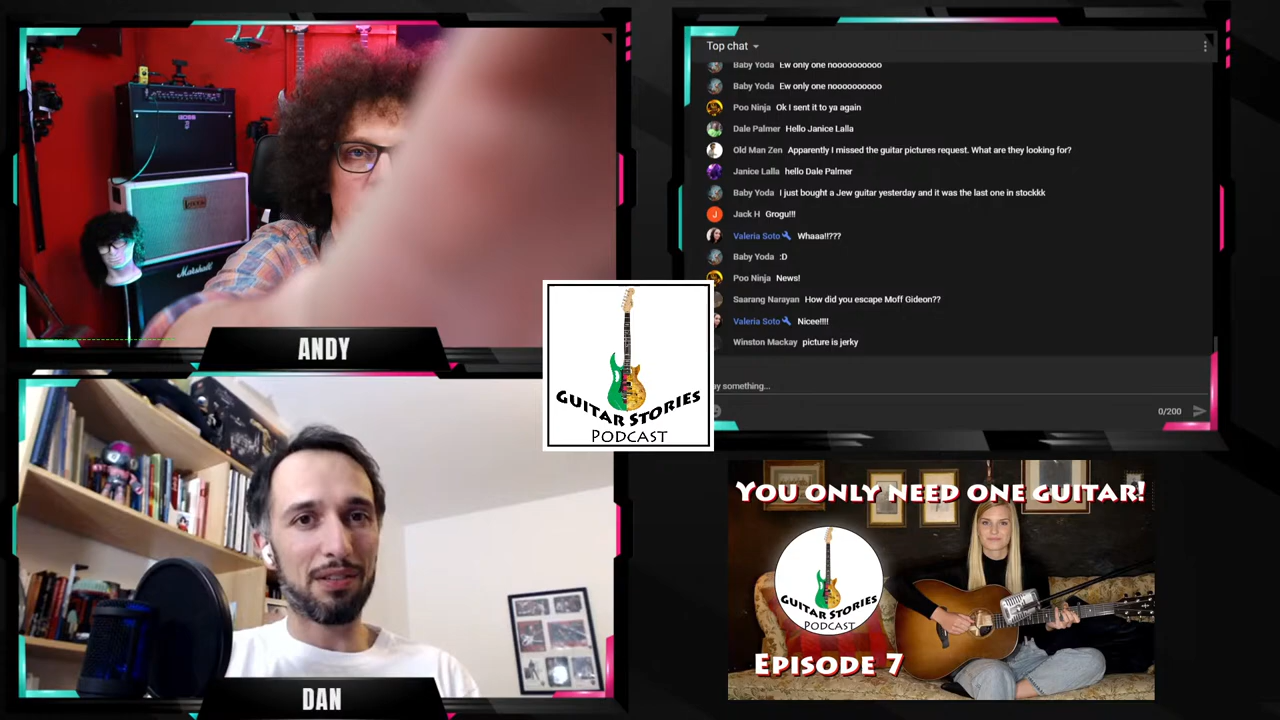 Top chat
Baby Yoda Ew only one noooooooooo
Baby Yoda Ew only one noooooooooo
Poo Ninja Ok I sent it to ya again
Dale Palmer Hello Janice Lalla
Old Man Zen Apparently I missed the guitar pictures request. What are they looking for?
Janice Lalla hello Dale Palmer
Baby Yoda I just bought a Jew guitar yesterday and it was the last one in stockkk
J Jack H Grogu!!!
Valeria Soto Whaaa!!???
Baby Yoda :D
Poo Ninja News!
Saarang Narayan How did you escape Moff Gideon??
Valeria Soto Nicee!!!!
Winston Mackay picture is jerky
ay something...
0/200
Marshall
ANDY
GUITAR STORIES
PODCAST
DAN
YOU ONLY NEED ONE GUITAR!
GUITAR STORIES
PODCAST
EPISODE 7